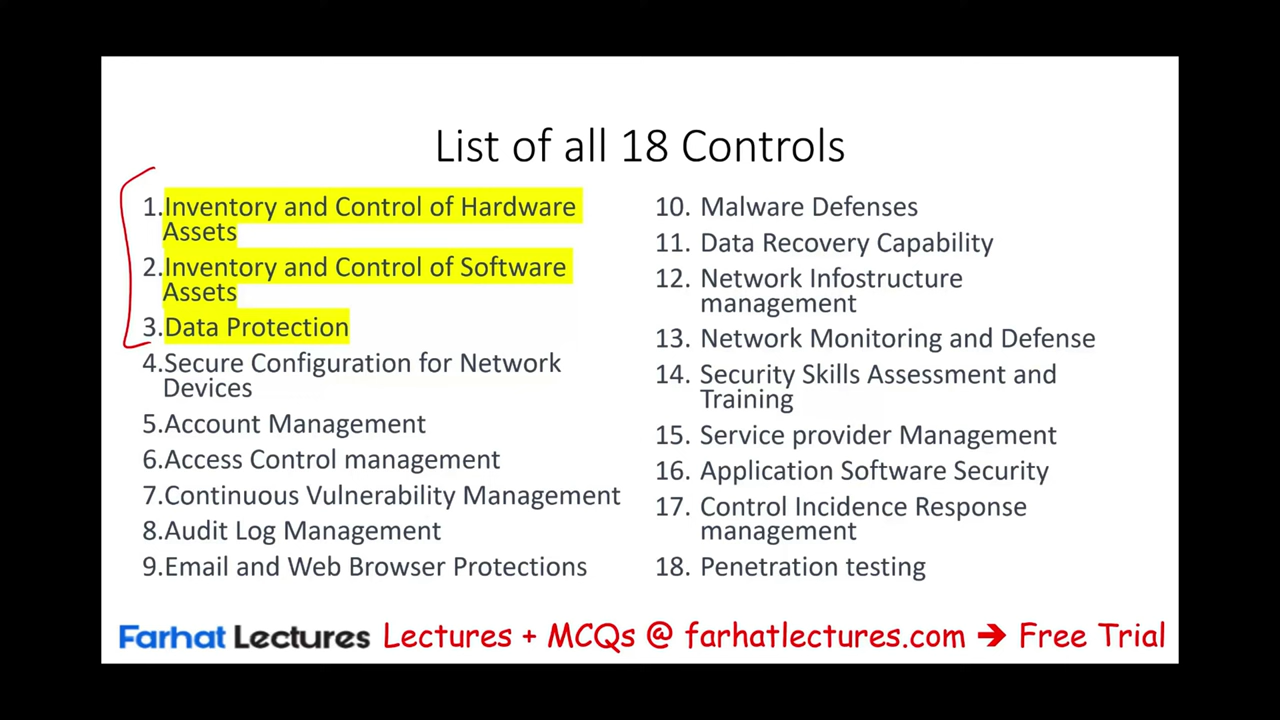 List of all 18 Controls
1.Inventory and Control of Hardware
Assets
2.Inventory and Control of Software
Assets
3.Data Protection
4.Secure Configuration for Network
Devices
5.Account Management
6.Access Control management
7.Continuous Vulnerability Management
8.Audit Log Management
9.Email and Web Browser Protections
10. Malware Defenses
11. Data Recovery Capability
12. Network Infostructure
management
13. Network Monitoring and Defense
14. Security Skills Assessment and
Training
15. Service provider Management
16. Application Software Security
17. Control Incidence Response
management
18. Penetration testing
Farhat Lectures Lectures + MCQs @ farhatlectures.com ➔ Free Trial